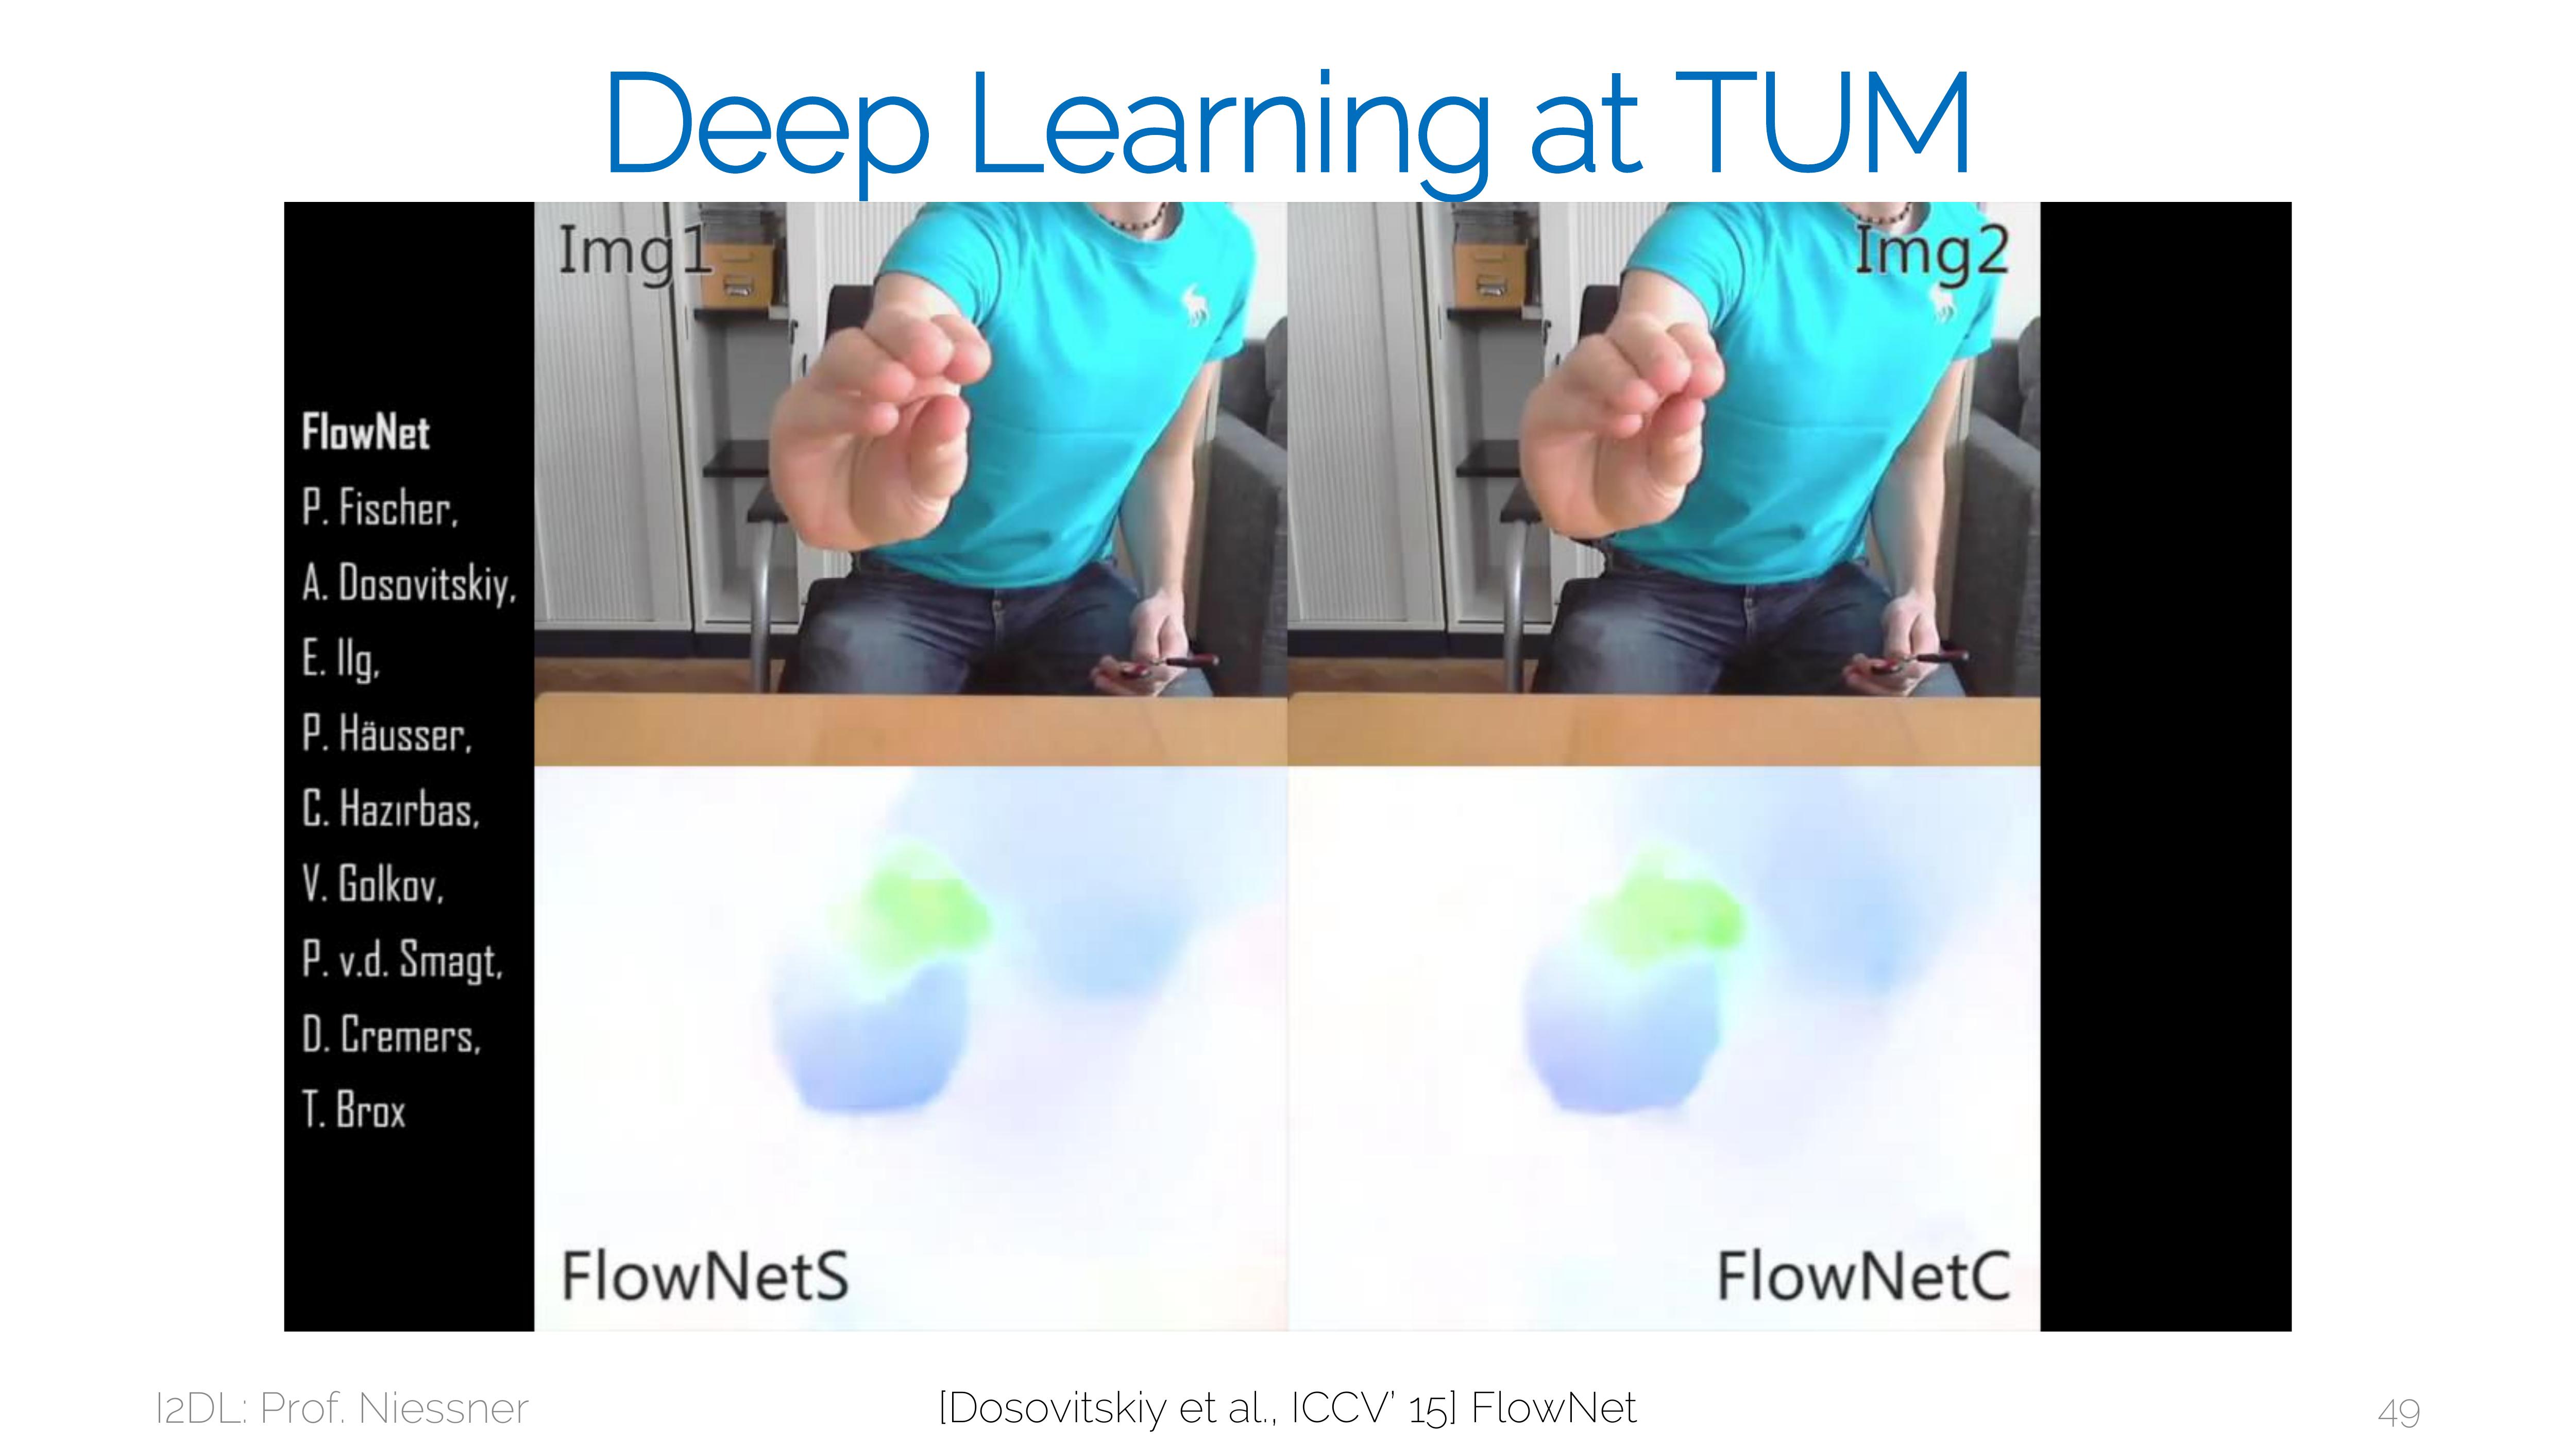 Deep Learning at TUM
Img1
Img2
FlowNet
P. Fischer,
A. Dosovitskiy,
E. Ilg,
P. Häusser,
C. Hazırbas,
V. Golkov,
P. v.d. Smagt,
D. Cremers,
T. Brox
FlowNetS
FlowNetC
I2DL: Prof. Niessner
[Dosovitskiy et al., ICCV’ 15] FlowNet
49